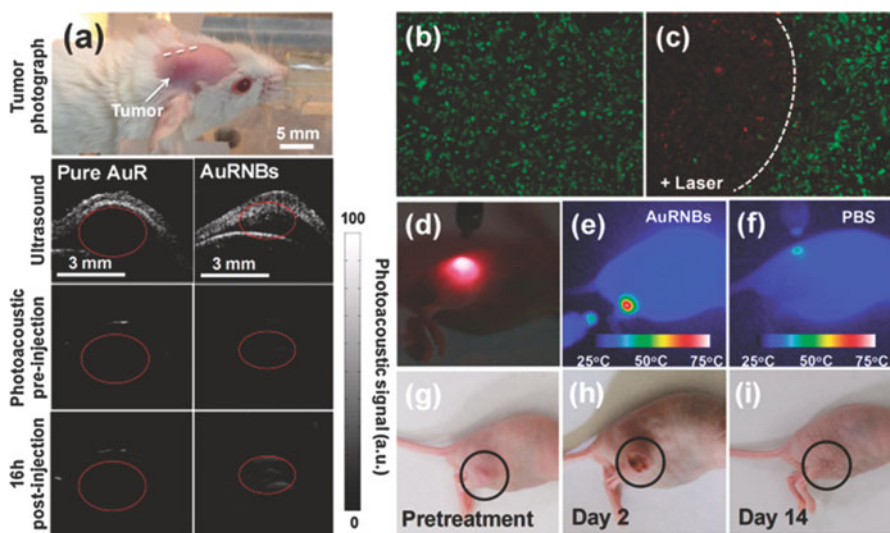 (a)
Tumor photograph
Tumor
5 mm
Ultrasound
Pure AuR
AuRNBs
3 mm
3 mm
Photoacoustic pre-injection
16h post-injection
100
Photoacoustic signal (a.u.)
0
(b)
(c)
+ Laser
(d)
(e)
AuRNBs
25°C 50°C 75°C
(f)
PBS
25°C 50°C 75°C
(g)
Pretreatment
(h)
Day 2
(i)
Day 14